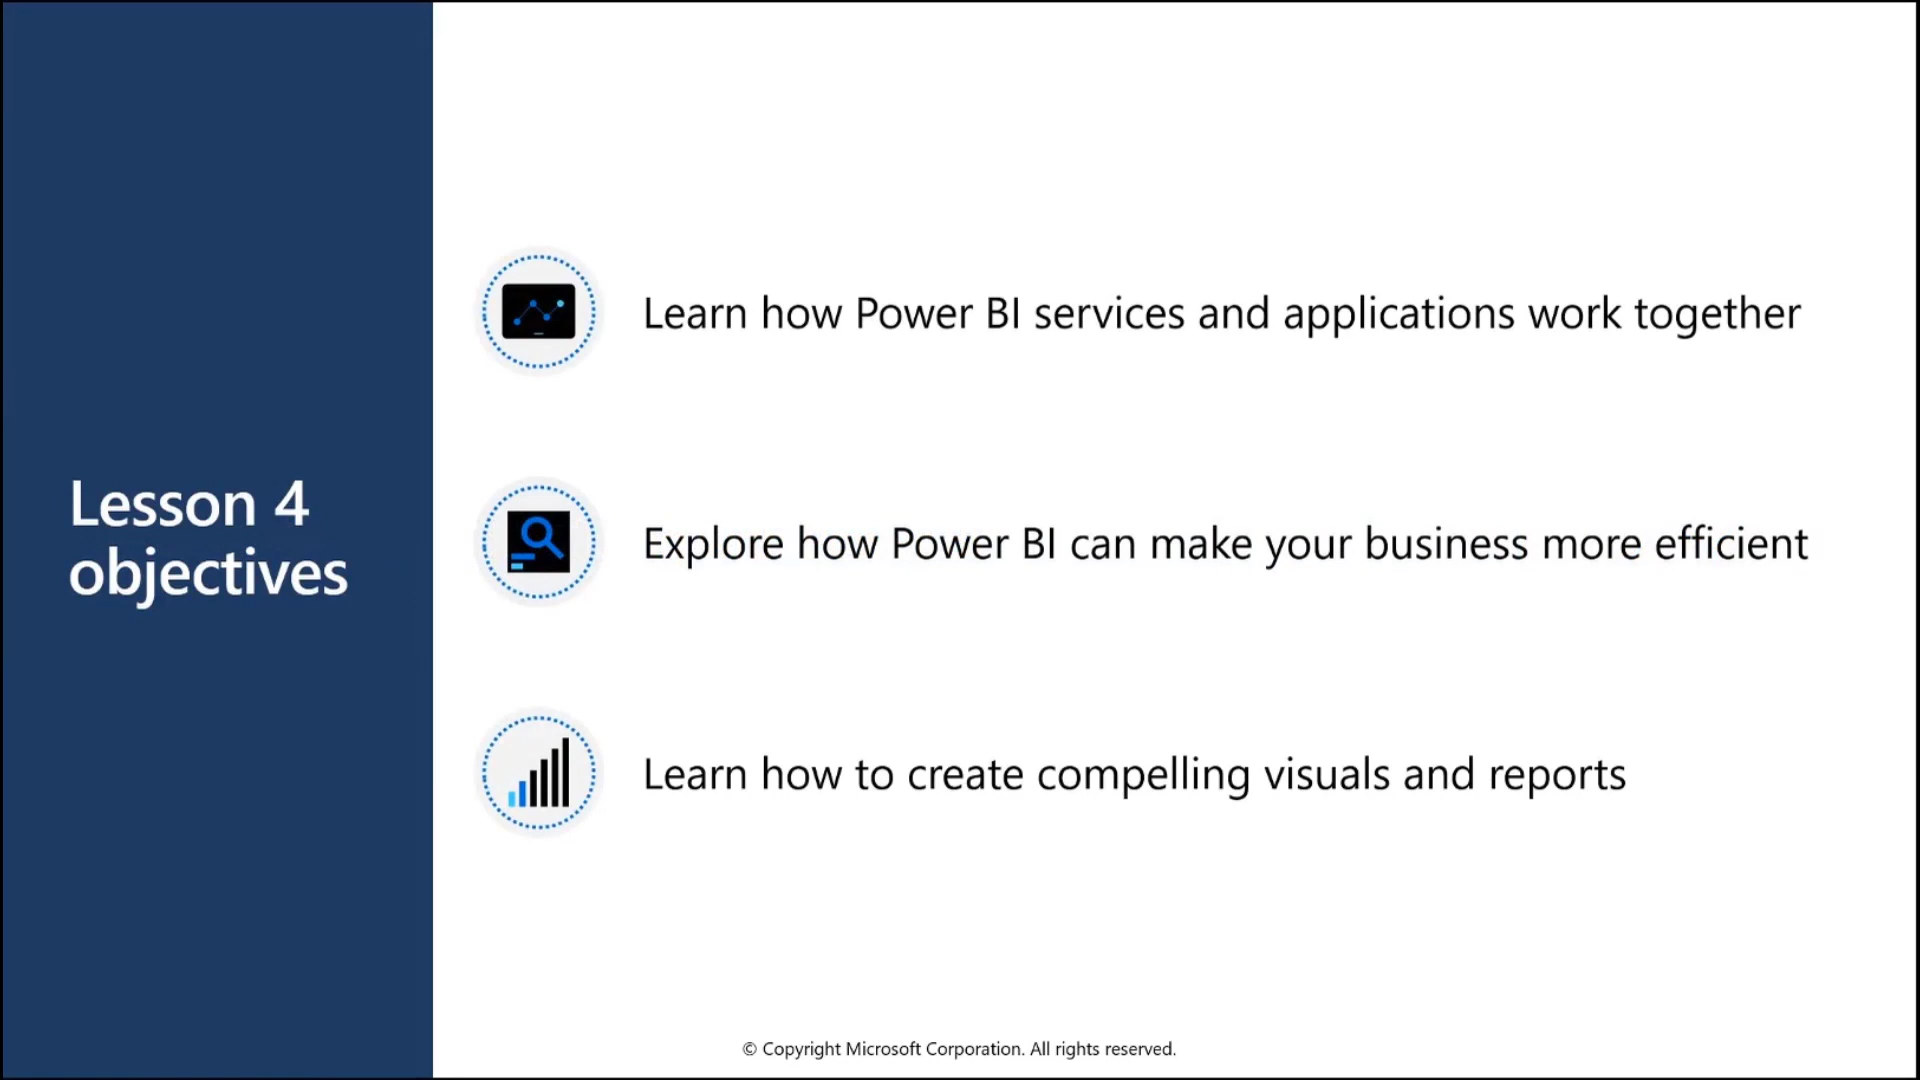 Lesson 4
objectives
Learn how Power BI services and applications work together
Explore how Power BI can make your business more efficient
Learn how to create compelling visuals and reports
© Copyright Microsoft Corporation. All rights reserved.